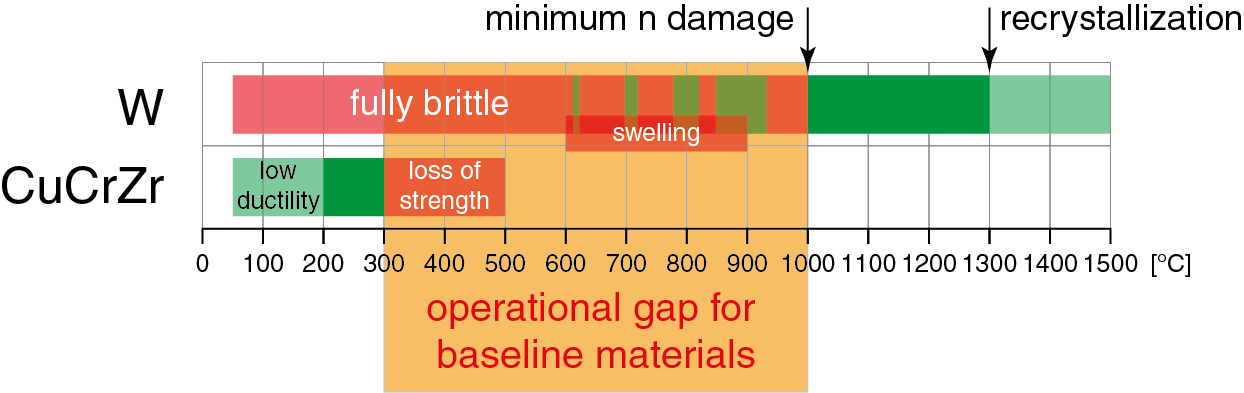 minimum n damage
recrystallization
W
fully brittle
swelling
CuCrZr
low
ductility
loss of
strength
0 100 200 300 400 500 600 700 800 900 1000 1100 1200 1300 1400 1500 [°C]
operational gap for
baseline materials